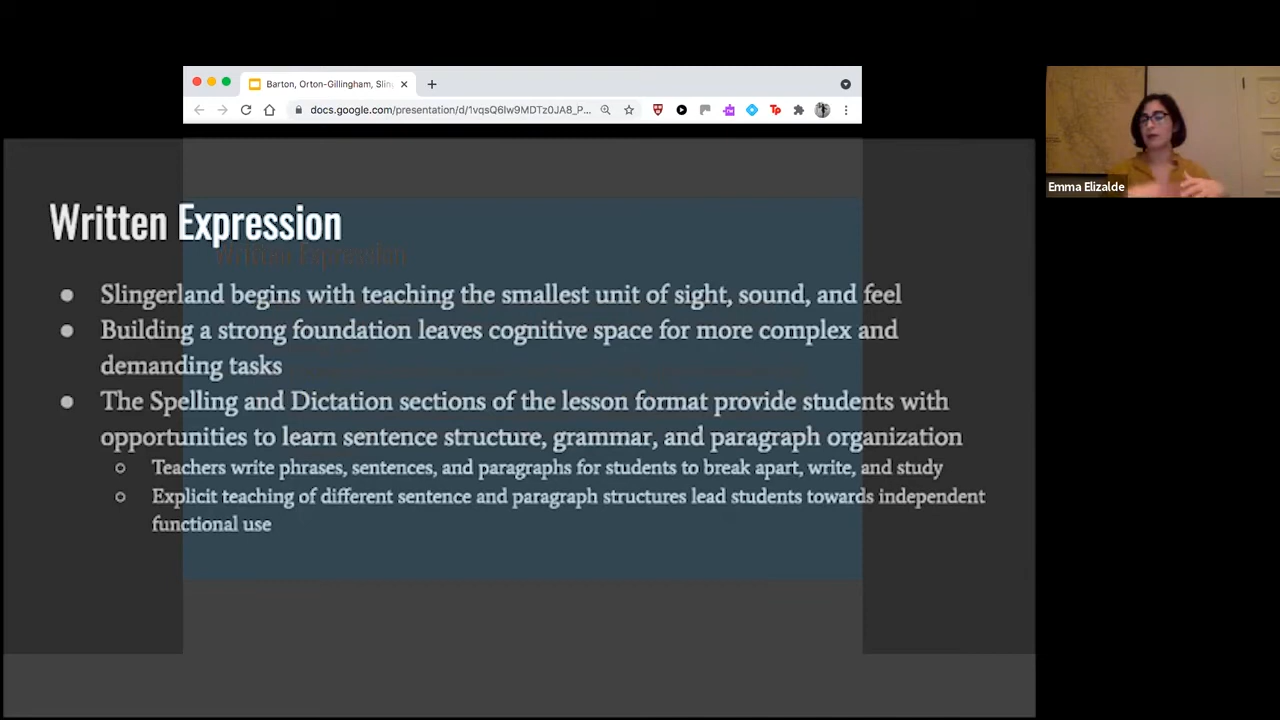 Barton, Orton-Gillingham, Slin
docs.google.com/presentation/d/1vqsQ6Iw9MDTz0JA8_P...
Emma Elizalde
Written Expression
Written Expression
● Slingerland begins with teaching the smallest unit of sight, sound, and feel
● Building a strong foundation leaves cognitive space for more complex and
demanding tasks
● The Spelling and Dictation sections of the lesson format provide students with
opportunities to learn sentence structure, grammar, and paragraph organization
○ Teachers write phrases, sentences, and paragraphs for students to break apart, write, and study
○ Explicit teaching of different sentence and paragraph structures lead students towards independent
functional use